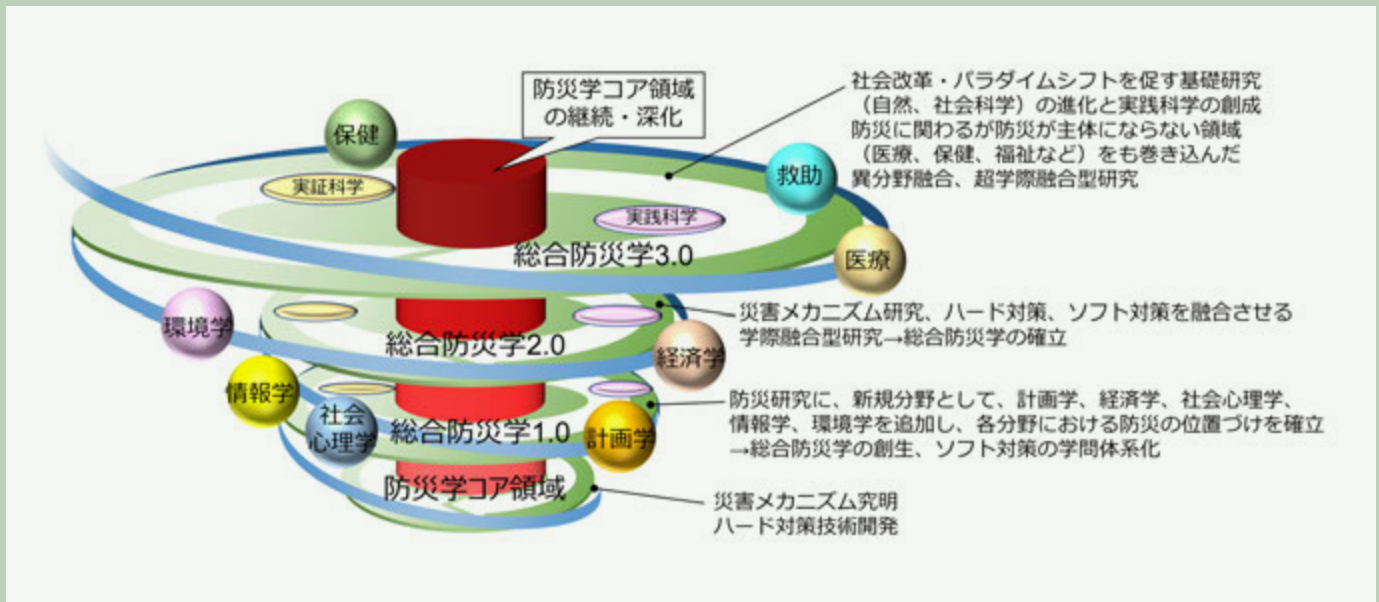 防災学コア領域
の継続・深化
社会改革・パラダイムシフトを促す基礎研究
(自然、社会科学)の進化と実践科学の創成
防災に関わるが防災が主体にならない領域
(医療、保健、福祉など)をも巻き込んだ
異分野融合、超学際融合型研究
保健
救助
実証科学
実践科学
総合防災学3.0
医療
環境学
総合防災学2.0
経済学
災害メカニズム研究、ハード対策、ソフト対策を融合させる
学際融合型研究→総合防災学の確立
情報学
社会
心理学
総合防災学1.0
計画学
防災研究に、新規分野として、計画学、経済学、社会心理学、
情報学、環境学を追加し、各分野における防災の位置づけを確立
→総合防災学の創生、ソフト対策の学問体系化
防災学コア領域
災害メカニズム究明
ハード対策技術開発